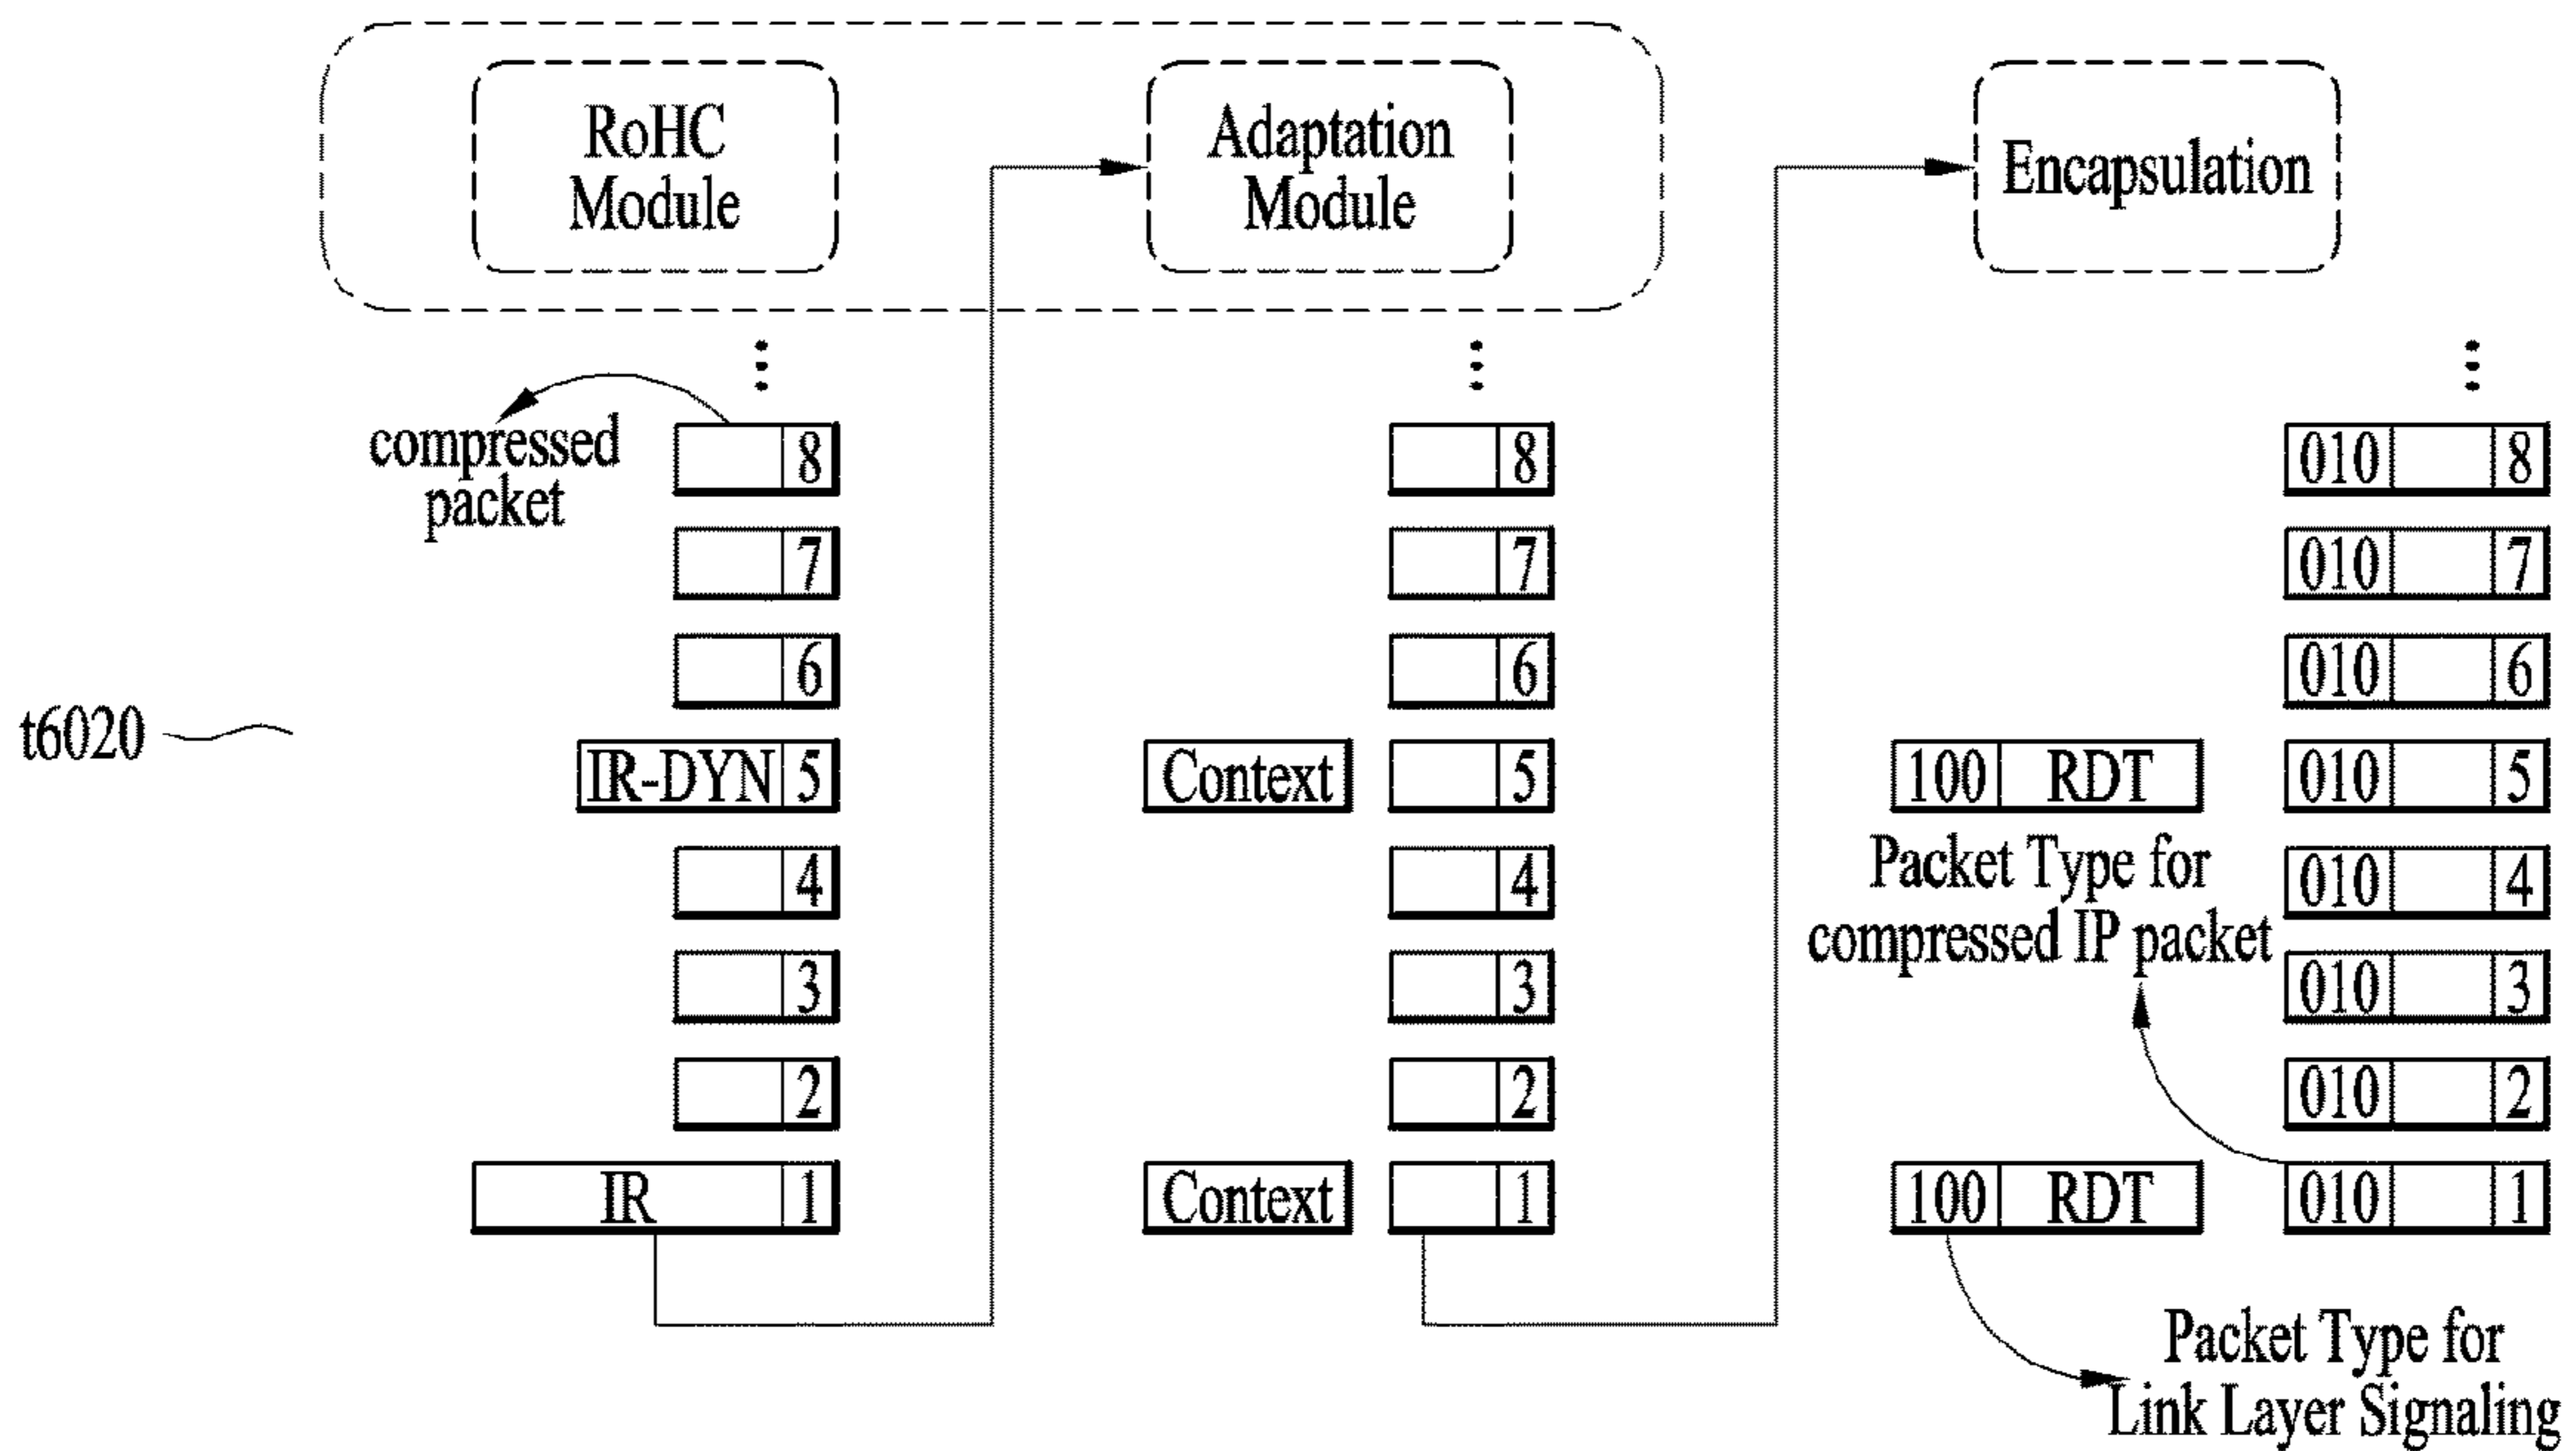 RoHC
Module
Adaptation
Module
Encapsulation
compressed
packet
8
8
010 8
7
7
010 7
6
6
010 6
t6020
IR-DYN 5
Context 5
100 RDT 010 5
Packet Type for
compressed IP packet
4
4
010 4
3
3
010 3
2
2
010 2
IR 1
Context 1
100 RDT 010 1
Packet Type for
Link Layer Signaling